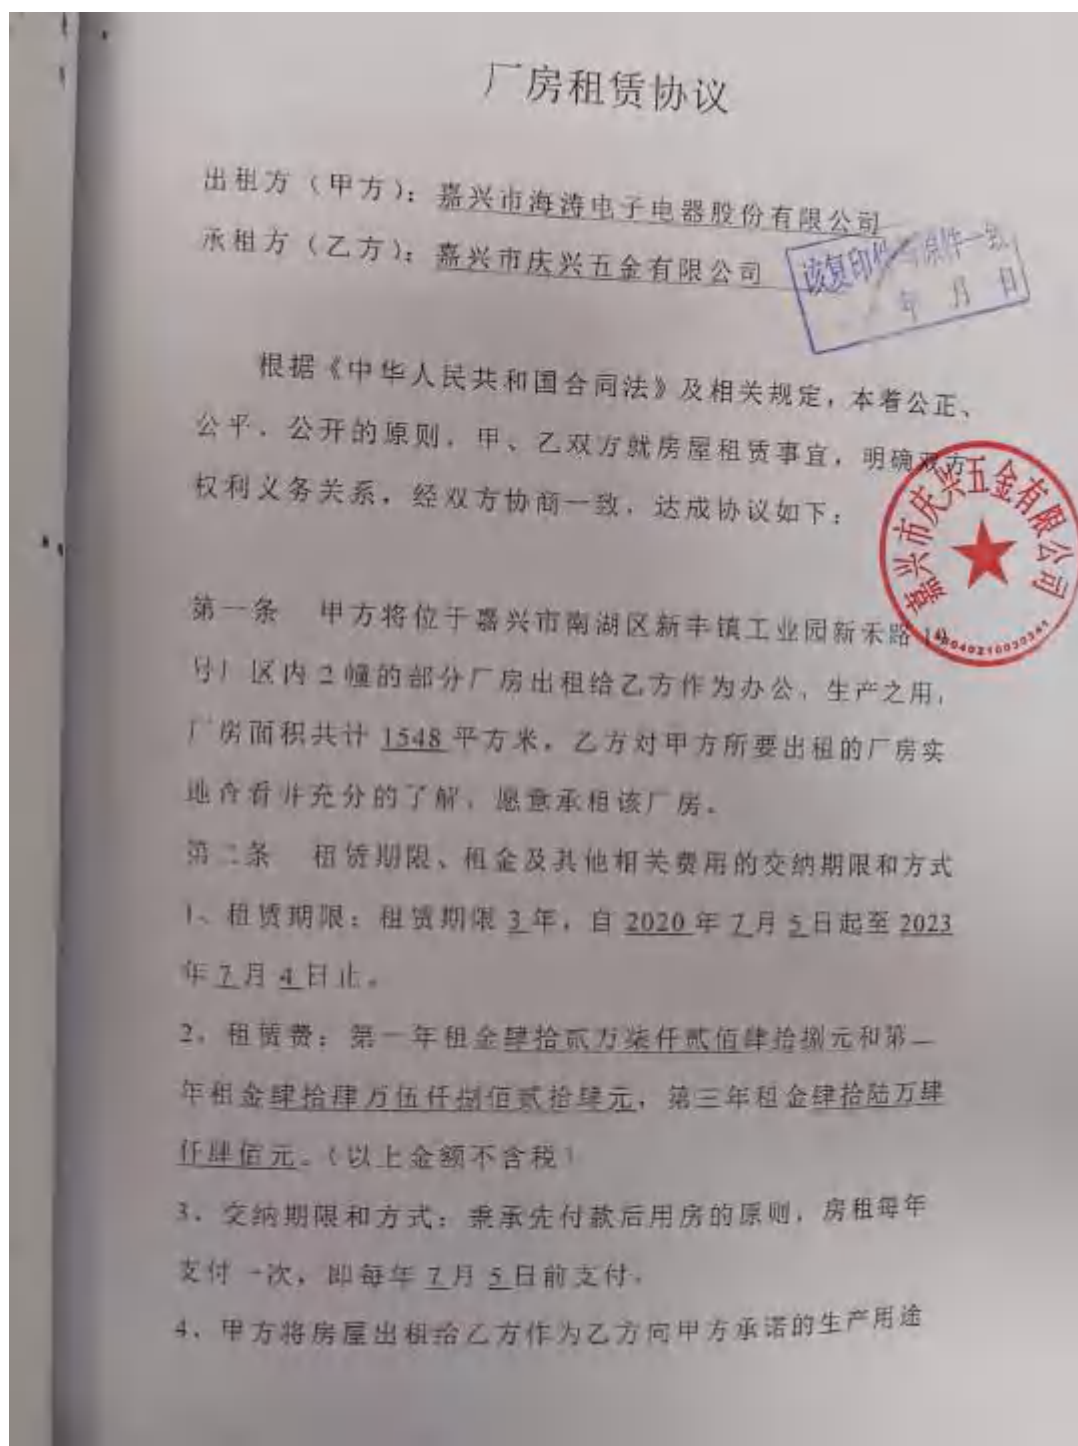 厂房租赁协议
出租方（甲方）：嘉兴市海涛电子电器股份有限公司
承租方（乙方）：嘉兴市庆兴五金有限公司
该复印件与原件一致
年 月 日
根据《中华人民共和国合同法》及相关规定，本着公正、
公平、公开的原则，甲、乙双方就房屋租赁事宜，明确双方
权利义务关系，经双方协商一致，达成协议如下：
嘉兴市庆兴五金有限公司
第一条 甲方将位于嘉兴市南湖区新丰镇工业园新禾路
号厂区内2幢的部分厂房出租给乙方作为办公、生产之用，
厂房面积共计1548平方米，乙方对甲方所要出租的厂房实
地查看并充分的了解，愿意承租该厂房。
第二条 租赁期限、租金及其他相关费用的交纳期限和方式
1、租赁期限：租赁期限3年，自2020年7月5日起至2023
年7月4日止。
2、租赁费：第一年租金肆拾贰万柒仟贰佰肆拾捌元和第二
年租金肆拾肆万伍仟捌佰贰拾肆元，第三年租金肆拾陆万肆
仟肆佰元。（以上金额不含税）
3、交纳期限和方式：秉承先付款后用房的原则，房租每年
支付一次，即每年7月5日前支付。
4、甲方将房屋出租给乙方作为乙方向甲方承诺的生产用途